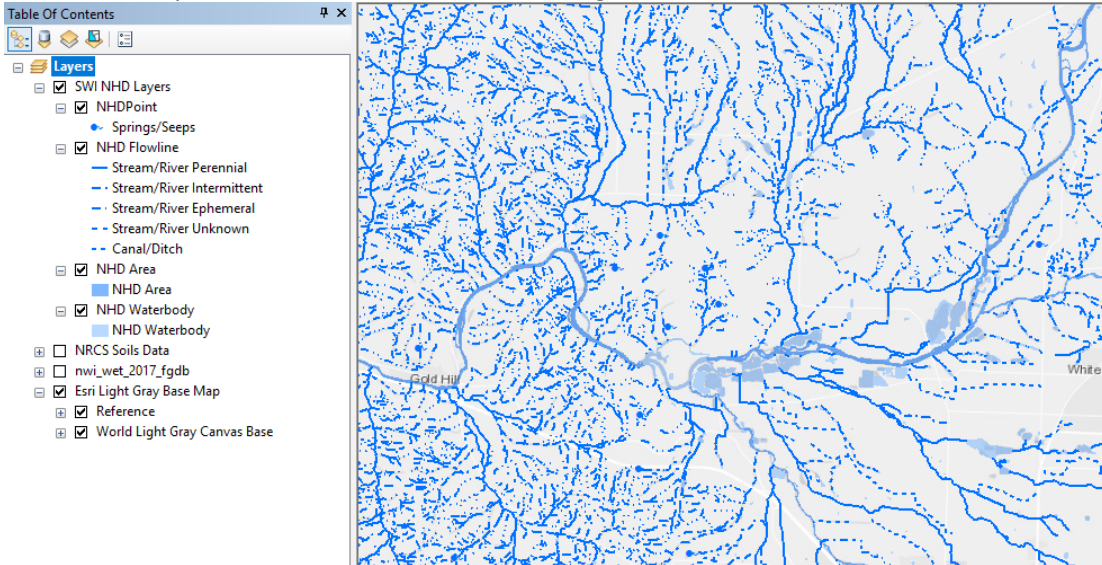 Table Of Contents
Layers
SWI NHD Layers
NHDPoint
Springs/Seeps
NHD Flowline
Stream/River Perennial
Stream/River Intermittent
Stream/River Ephemeral
Stream/River Unknown
Canal/Ditch
NHD Area
NHD Area
NHD Waterbody
NHD Waterbody
NRCS Soils Data
nwi_wet_2017_fgdb
Esri Light Gray Base Map
Reference
World Light Gray Canvas Base
Gold Hill
White